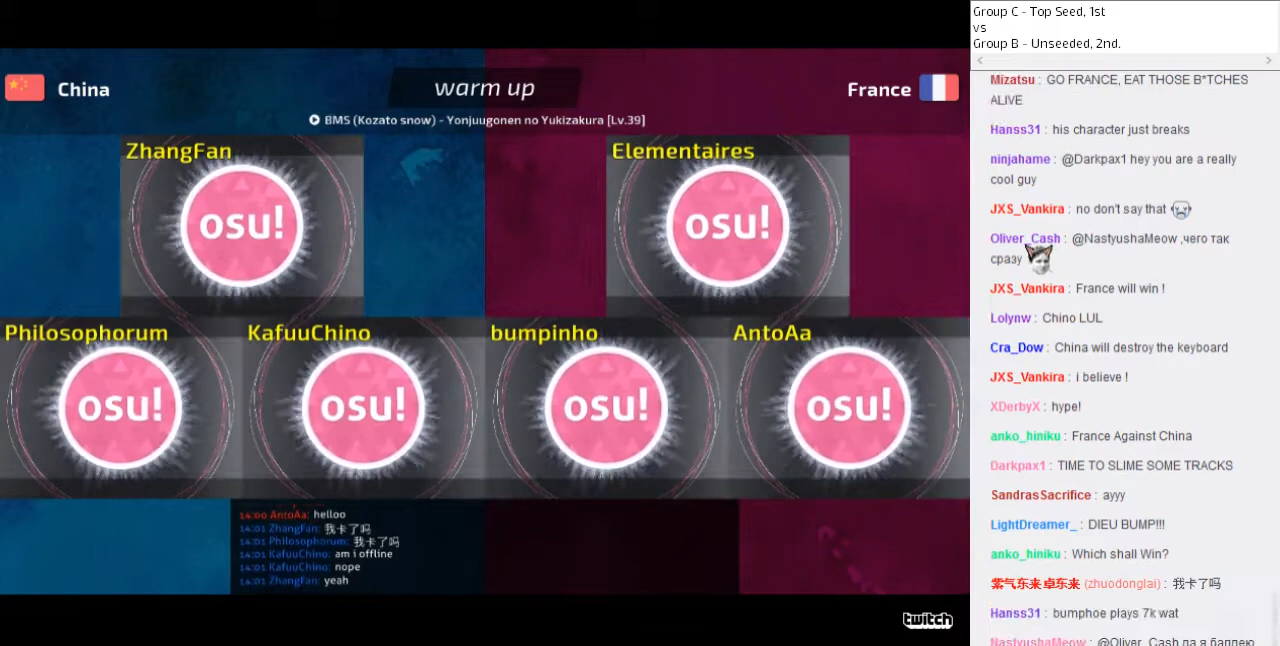 China
warm up
France
BMS (Kozato snow) - Yonjuugonen no Yukizakura [Lv.39]
ZhangFan
Elementaires
osu!
osu!
Philosophorum
KafuuChino
bumpinho
AntoAa
osu!
osu!
osu!
osu!
14:00 AntoAa: helloo
14:01 ZhangFan: 我卡了吗
14:01 Philosophorum: 我卡了吗
14:01 KafuuChino: am i offline
14:01 KafuuChino: nope
14:01 ZhangFan: yeah
twitch
Group C - Top Seed, 1st
vs
Group B - Unseeded, 2nd.
Mizatsu : GO FRANCE, EAT THOSE B*TCHES
ALIVE
Hanss31 : his character just breaks
ninjahame : @Darkpax1 hey you are a really
cool guy
JXS_Vankira : no don't say that
Oliver_Cash : @NastyushaMeow ,чего так
сразу
JXS_Vankira : France will win !
Lolynw : Chino LUL
Cra_Dow : China will destroy the keyboard
JXS_Vankira : i believe !
XDerbyX : hype!
anko_hiniku : France Against China
Darkpax1 : TIME TO SLIME SOME TRACKS
SandrasSacrifice : ayyy
LightDreamer_ : DIEU BUMP!!!
anko_hiniku : Which shall Win?
紫气东来卓东来 (zhuodonglai) : 我卡了吗
Hanss31 : bumphoe plays 7k wat
NastyushaMeow : @Oliver_Cash да я баллею